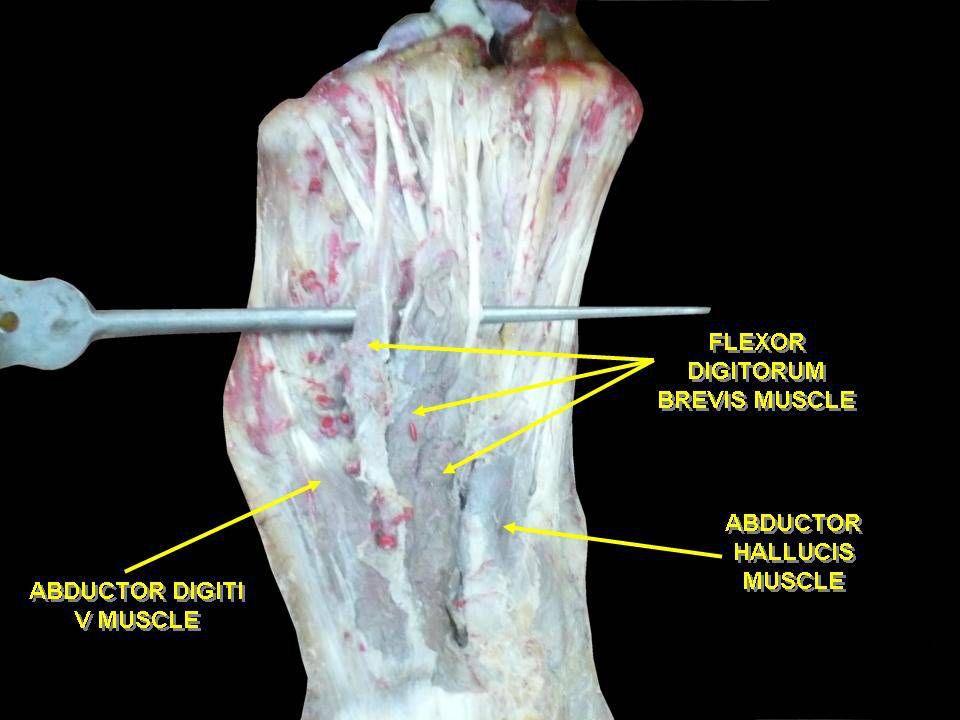 FLEXOR
DIGITORUM
BREVIS MUSCLE
ABDUCTOR
HALLUCIS
MUSCLE
ABDUCTOR DIGITI
V MUSCLE